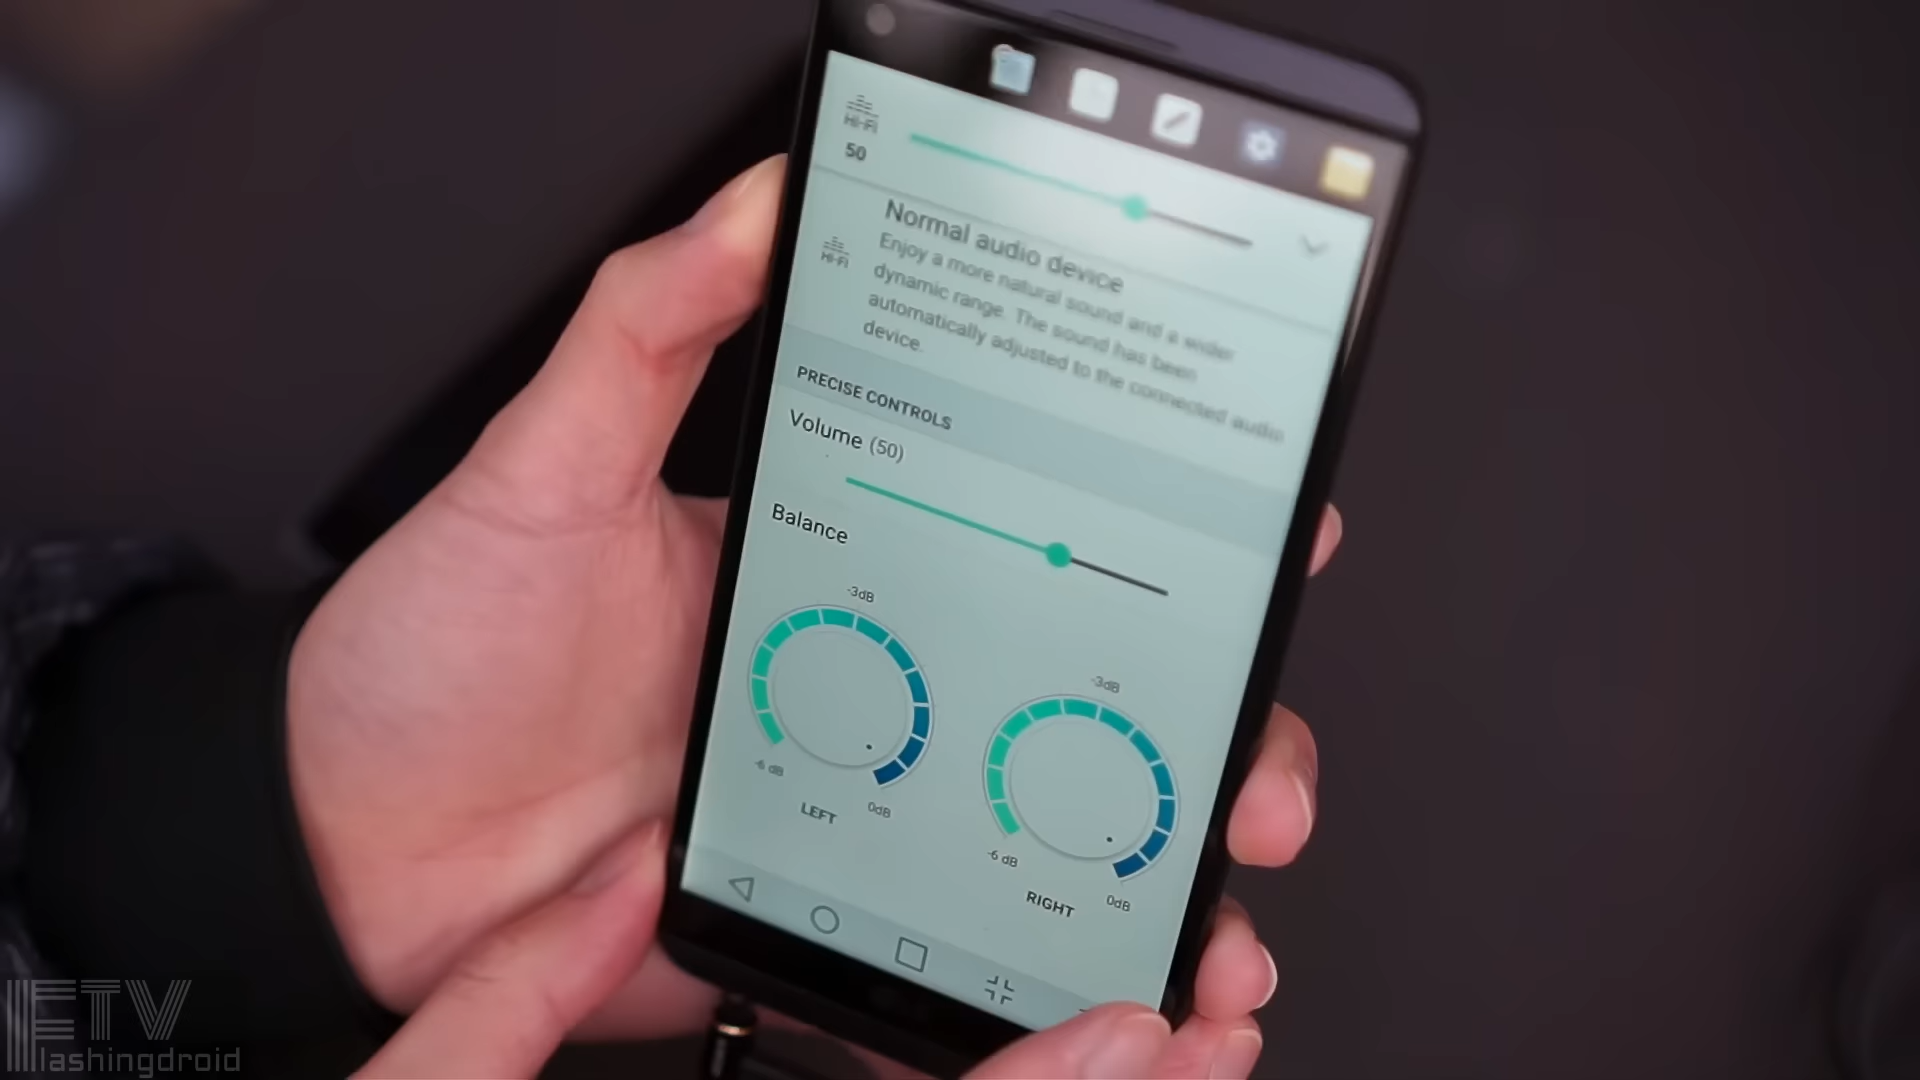 HI-FI
50
Normal audio device
HI-FI
Enjoy a more natural sound and a wider
dynamic range. The sound has been
automatically adjusted to the connected audio
device.
PRECISE CONTROLS
Volume (50)
Balance
-3dB
-6 dB
0dB
LEFT
-3dB
-6 dB
0dB
RIGHT
FTV
lashingdroid